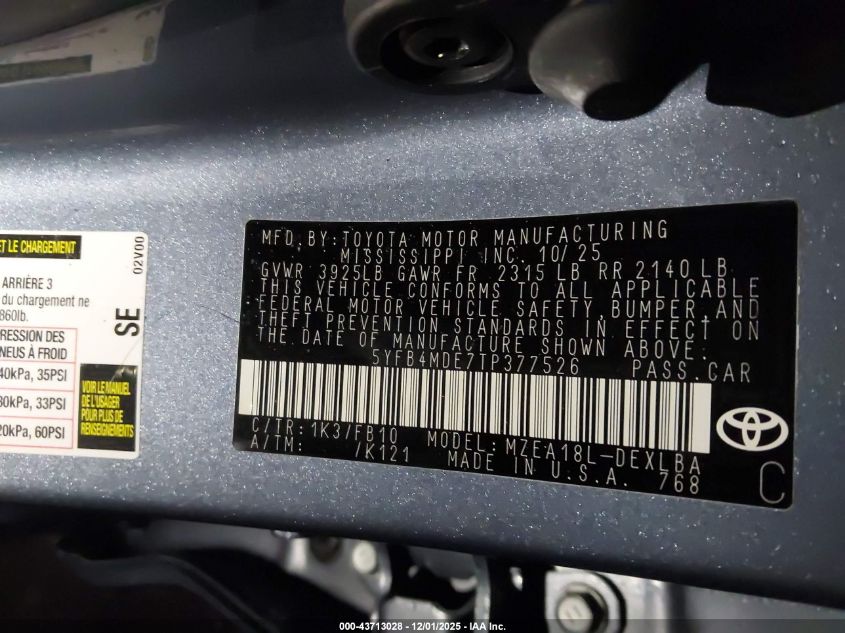 ET LE CHARGEMENT
ARRIÈRE 3
du chargement ne
860lb.
RESSION DES
NEUS À FROID
40kPa, 35PSI
30kPa, 33PSI
20kPa, 60PSI
VOIR LE MANUEL
DE L'USAGER
POUR PLUS DE
RENSEIGNEMENTS
SE 02V00
MFD. BY: TOYOTA MOTOR MANUFACTURING
MISSISSIPPI INC. 10/25
GVWR 3925LB GAWR FR 2315 LB RR 2140 LB
THIS VEHICLE CONFORMS TO ALL APPLICABLE
FEDERAL MOTOR VEHICLE SAFETY, BUMPER, AND
THEFT PREVENTION STANDARDS IN EFFECT ON
THE DATE OF MANUFACTURE SHOWN ABOVE:
5YFB4MDE7TP377526 PASS.CAR
C/TR: 1K3/FB10 MODEL: MZEA18L-DEXLBA
A/TM: /K121 MADE IN U.S.A. 768
C
000-43713028 - 12/01/2025 - IAA Inc.